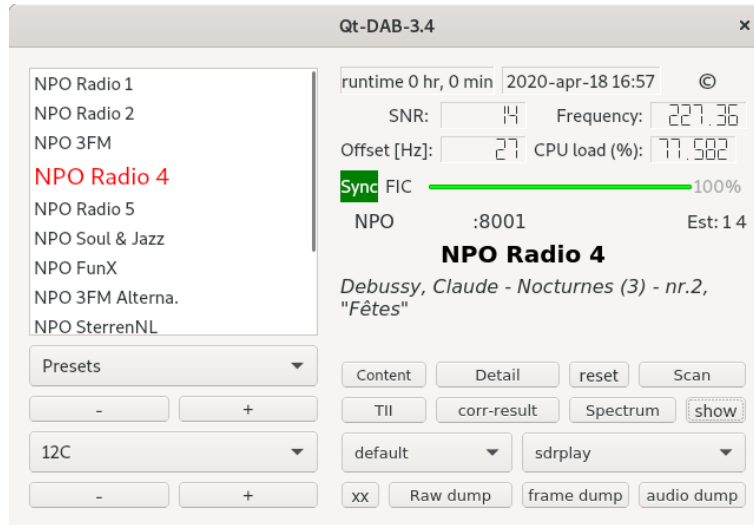 Qt-DAB-3.4 ×
NPO Radio 1
NPO Radio 2
NPO 3FM
NPO Radio 4
NPO Radio 5
NPO Soul & Jazz
NPO FunX
NPO 3FM Alterna.
NPO SterrenNL
Presets
- +
12C
- +
runtime 0 hr, 0 min 2020-apr-18 16:57 ©
SNR: 14 Frequency: 227.36
Offset [Hz]: 27 CPU load (%): 77.582
Sync FIC 100%
NPO :8001 Est: 1 4
NPO Radio 4
Debussy, Claude - Nocturnes (3) - nr.2,
"Fêtes"
Content Detail reset Scan
TII corr-result Spectrum show
default sdrplay
xx Raw dump frame dump audio dump